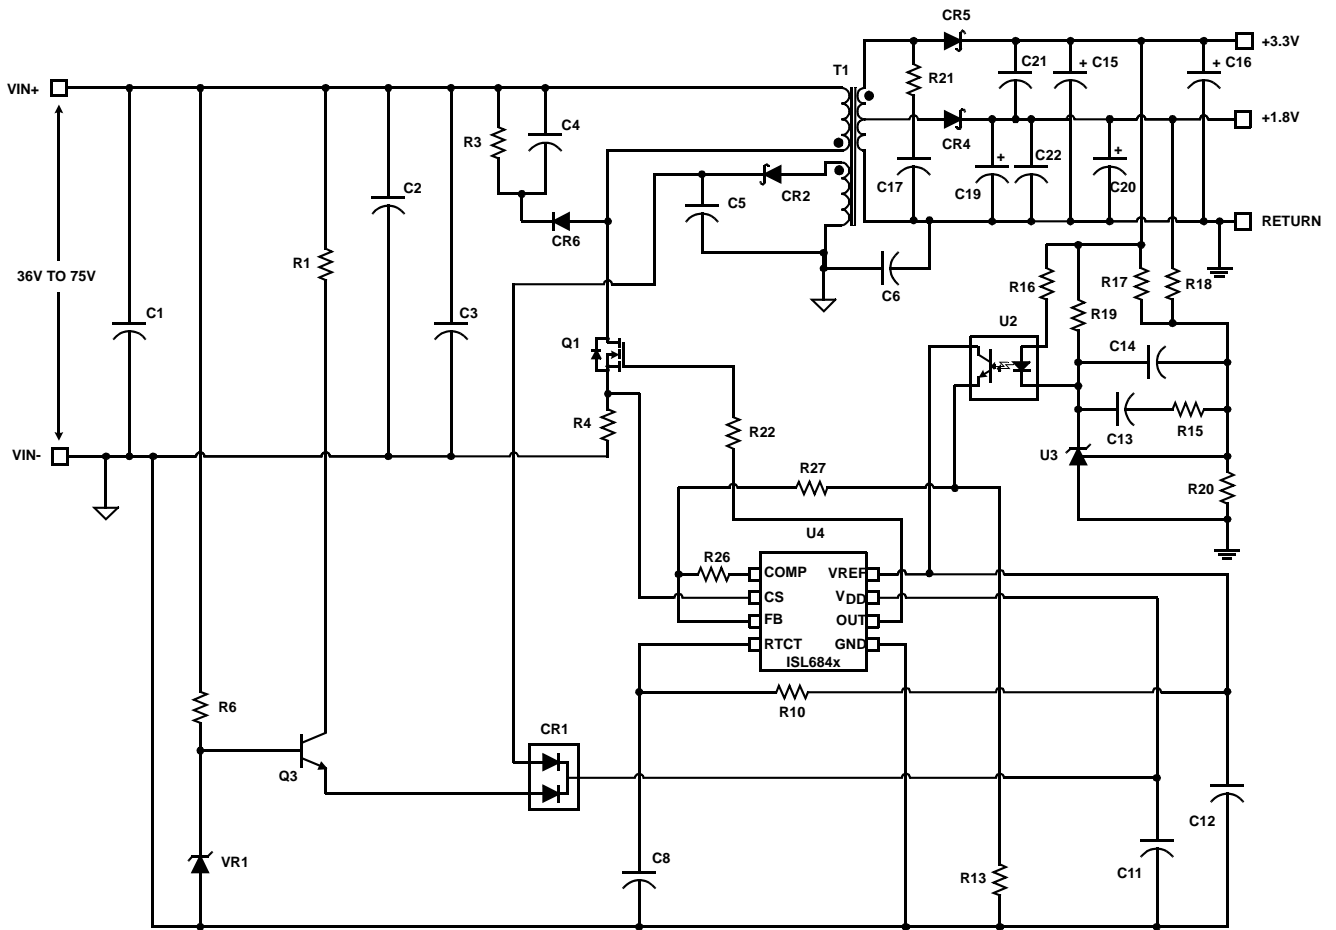 CR5
+3.3V
T1
C21
C15
+
C16
+
R21
VIN+
C4
R3
+1.8V
CR4
C22
+
+
C17
C19
C20
C2
C5
CR2
RETURN
CR6
R1
36V TO 75V
C6
R16
R17
R18
C1
C3
U2
R19
Q1
C14
R4
R22
C13
R15
VIN-
U3
R27
R20
U4
R26
COMP
VREF
CS
VDD
FB
OUT
RTCT
GND
ISL684x
R6
R10
CR1
Q3
C12
VR1
C8
R13
C11